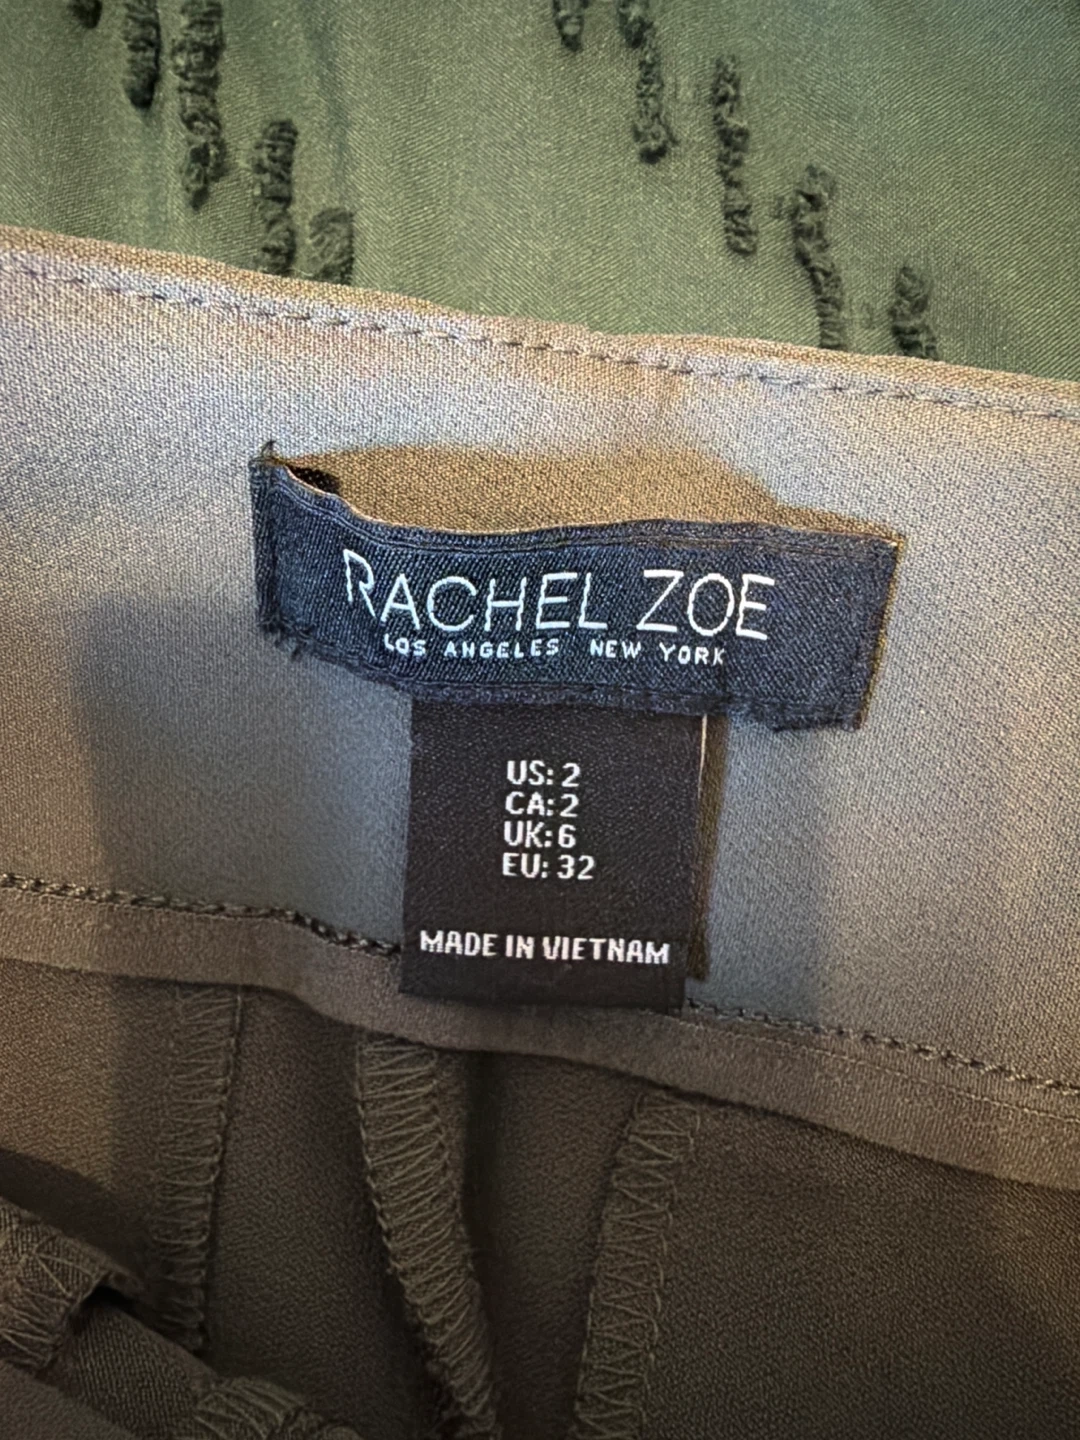 RACHEL ZOE
LOS ANGELES NEW YORK
US: 2
CA: 2
UK: 6
EU: 32
MADE IN VIETNAM